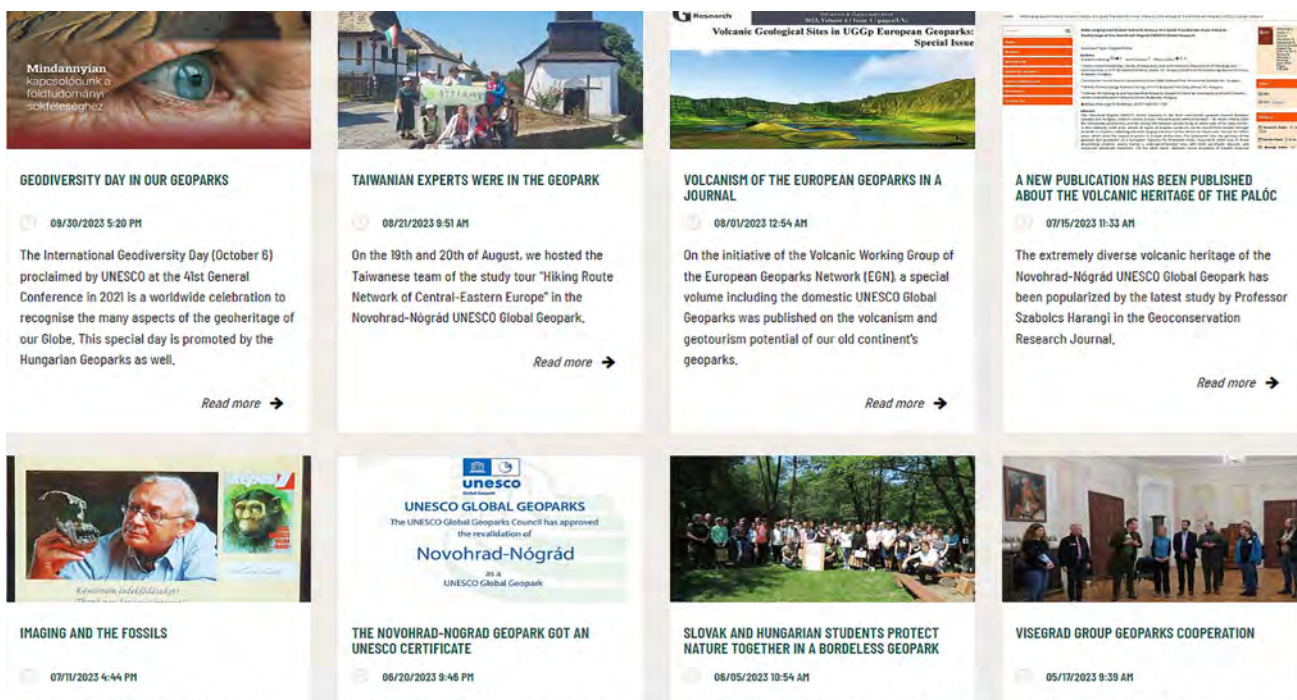 Mindannyian
kapcsolódunk a
földtudományi
sokféleséghez
GEODIVERSITY DAY IN OUR GEOPARKS
09/30/2023 5:20 PM
The International Geodiversity Day (October 6)
proclaimed by UNESCO at the 41st General
Conference in 2021 is a worldwide celebration to
recognise the many aspects of the geoheritage of
our Globe. This special day is promoted by the
Hungarian Geoparks as well.
Read more
TAIWANIAN EXPERTS WERE IN THE GEOPARK
08/21/2023 9:51 AM
On the 19th and 20th of August, we hosted the
Taiwanese team of the study tour "Hiking Route
Network of Central-Eastern Europe" in the
Novohrad-Nógrád UNESCO Global Geopark.
Read more
Research
Volcanic Geological Sites in UGGp European Geoparks:
Special Issue
VOLCANISM OF THE EUROPEAN GEOPARKS IN A
JOURNAL
08/01/2023 12:54 AM
On the initiative of the Volcanic Working Group of
the European Geoparks Network (EGN), a special
volume including the domestic UNESCO Global
Geoparks was published on the volcanism and
geotourism potential of our old continent's
geoparks.
Read more
A NEW PUBLICATION HAS BEEN PUBLISHED
ABOUT THE VOLCANIC HERITAGE OF THE PALÓC
07/15/2023 11:33 AM
The extremely diverse volcanic heritage of the
Novohrad-Nógrád UNESCO Global Geopark has
been popularized by the latest study by Professor
Szabolcs Harangi in the Geoconservation
Research Journal.
Read more
IMAGING AND THE FOSSILS
07/11/2023 4:44 PM
unesco
Global Geopark
UNESCO GLOBAL GEOPARKS
The UNESCO Global Geoparks Council has approved
the revalidation of
Novohrad-Nógrád
as a
UNESCO Global Geopark
THE NOVOHRAD-NOGRAD GEOPARK GOT AN
UNESCO CERTIFICATE
06/20/2023 9:46 PM
SLOVAK AND HUNGARIAN STUDENTS PROTECT
NATURE TOGETHER IN A BORDELESS GEOPARK
06/05/2023 10:54 AM
VISEGRAD GROUP GEOPARKS COOPERATION
05/17/2023 9:39 AM